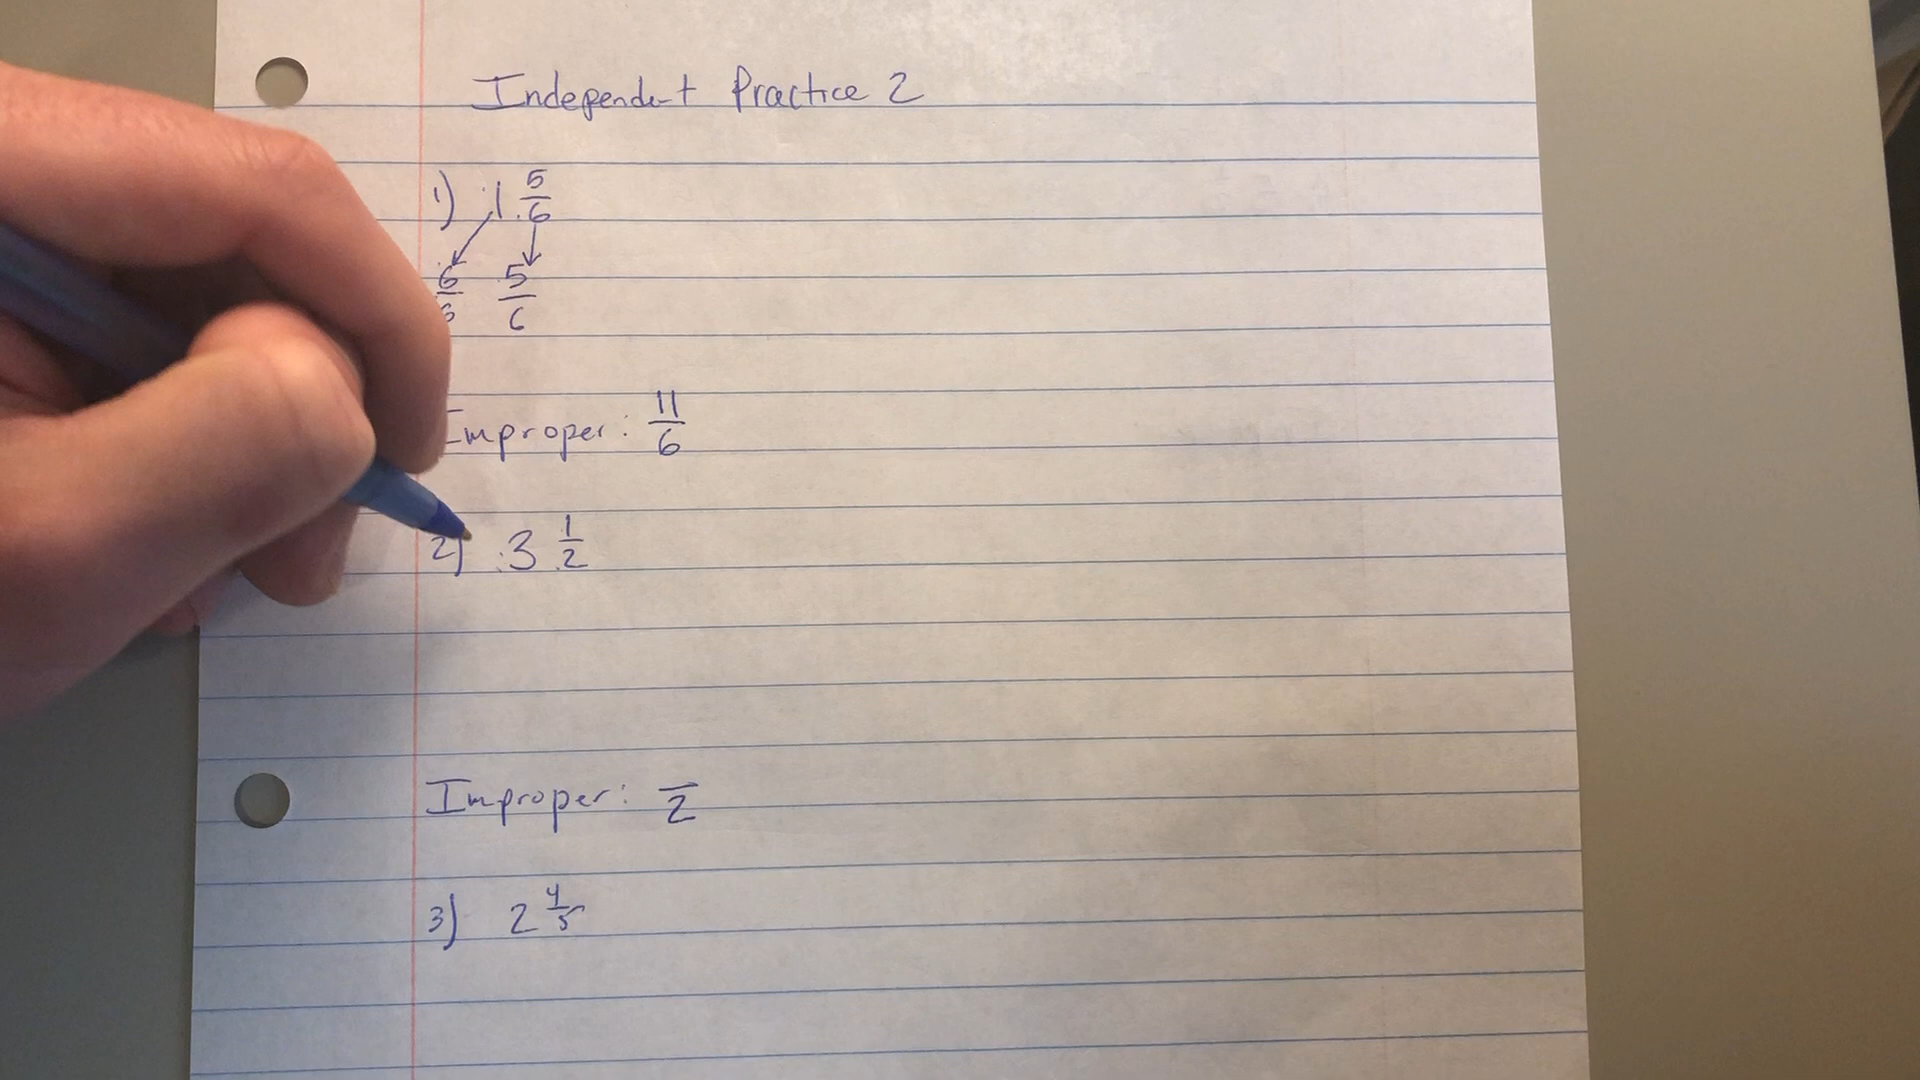 Independent Practice 2
1) 1 5/6
6/6 5/6
Improper: 11/6
2) 3 1/2
Improper: /2
3) 2 4/5